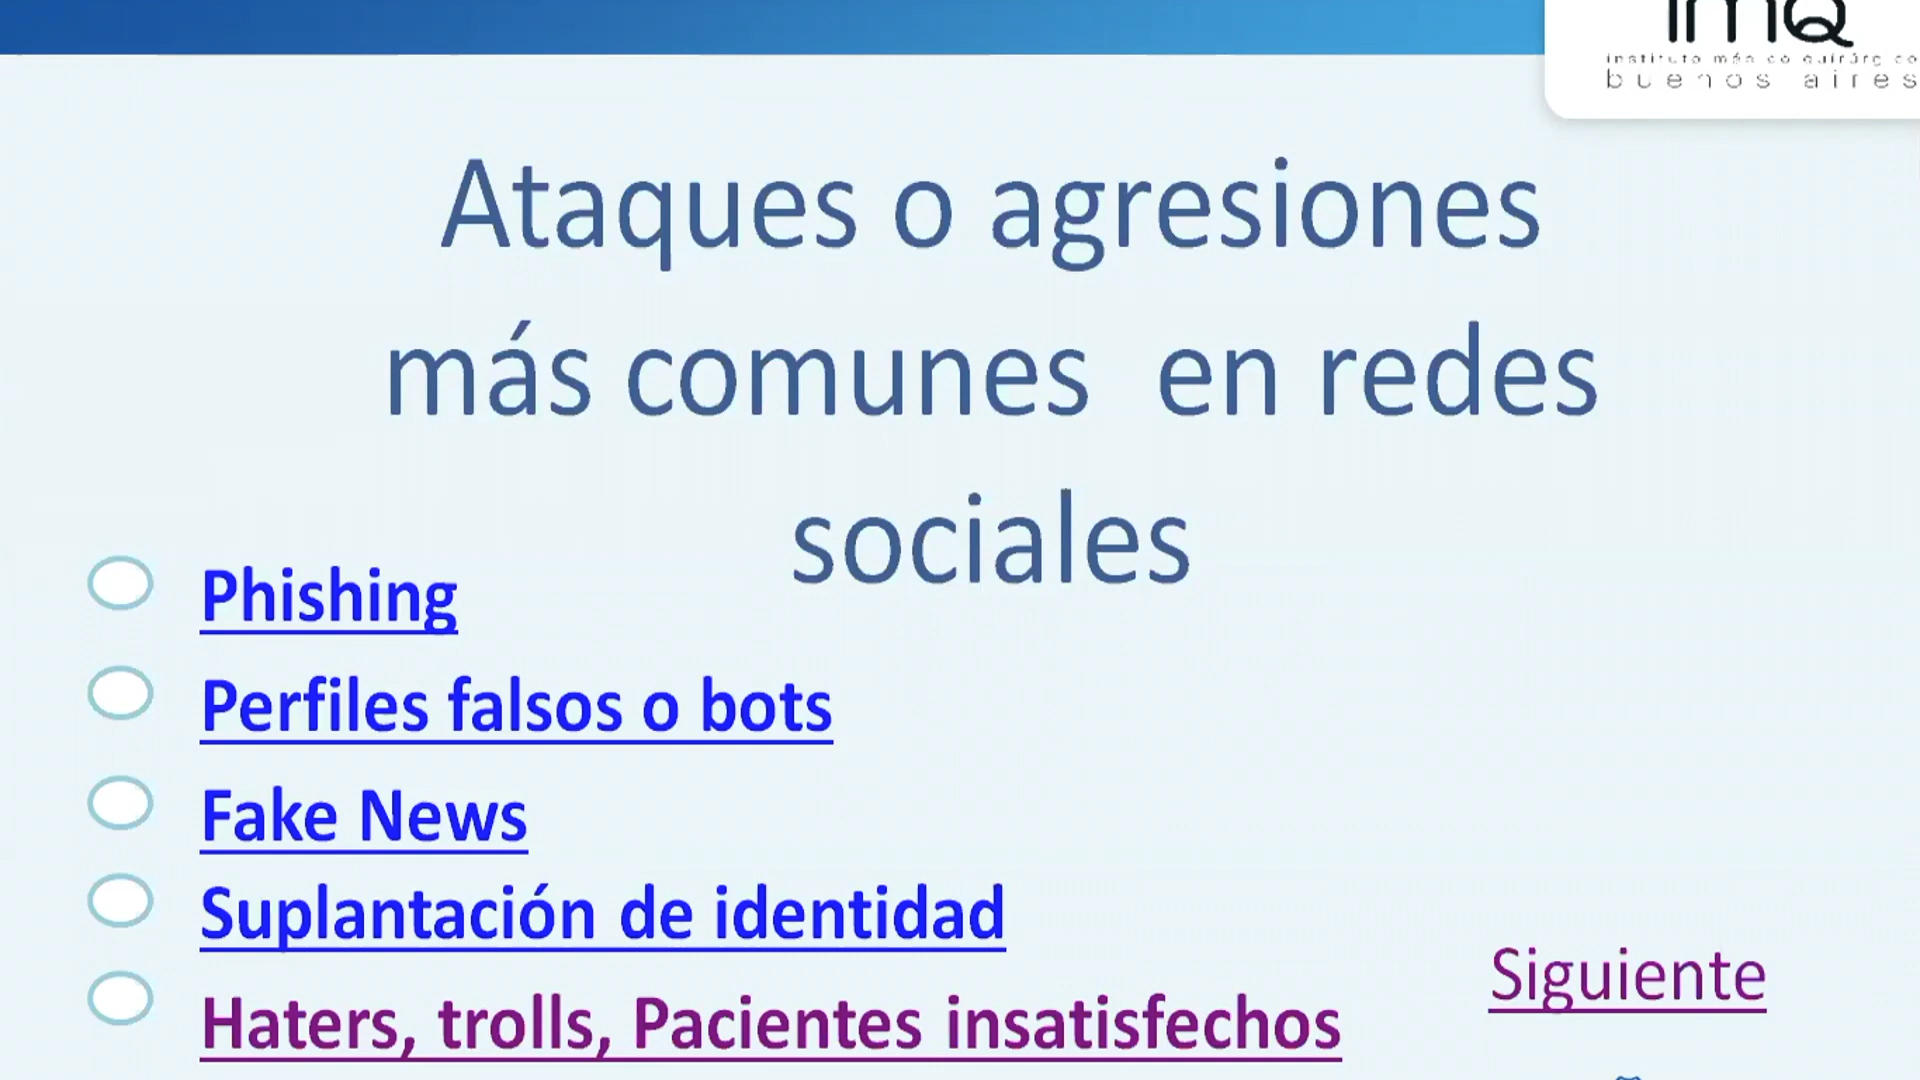 imQ
buenos aires
Ataques o agresiones
más comunes en redes
sociales
Phishing
Perfiles falsos o bots
Fake News
Suplantación de identidad
Haters, trolls, Pacientes insatisfechos
Siguiente